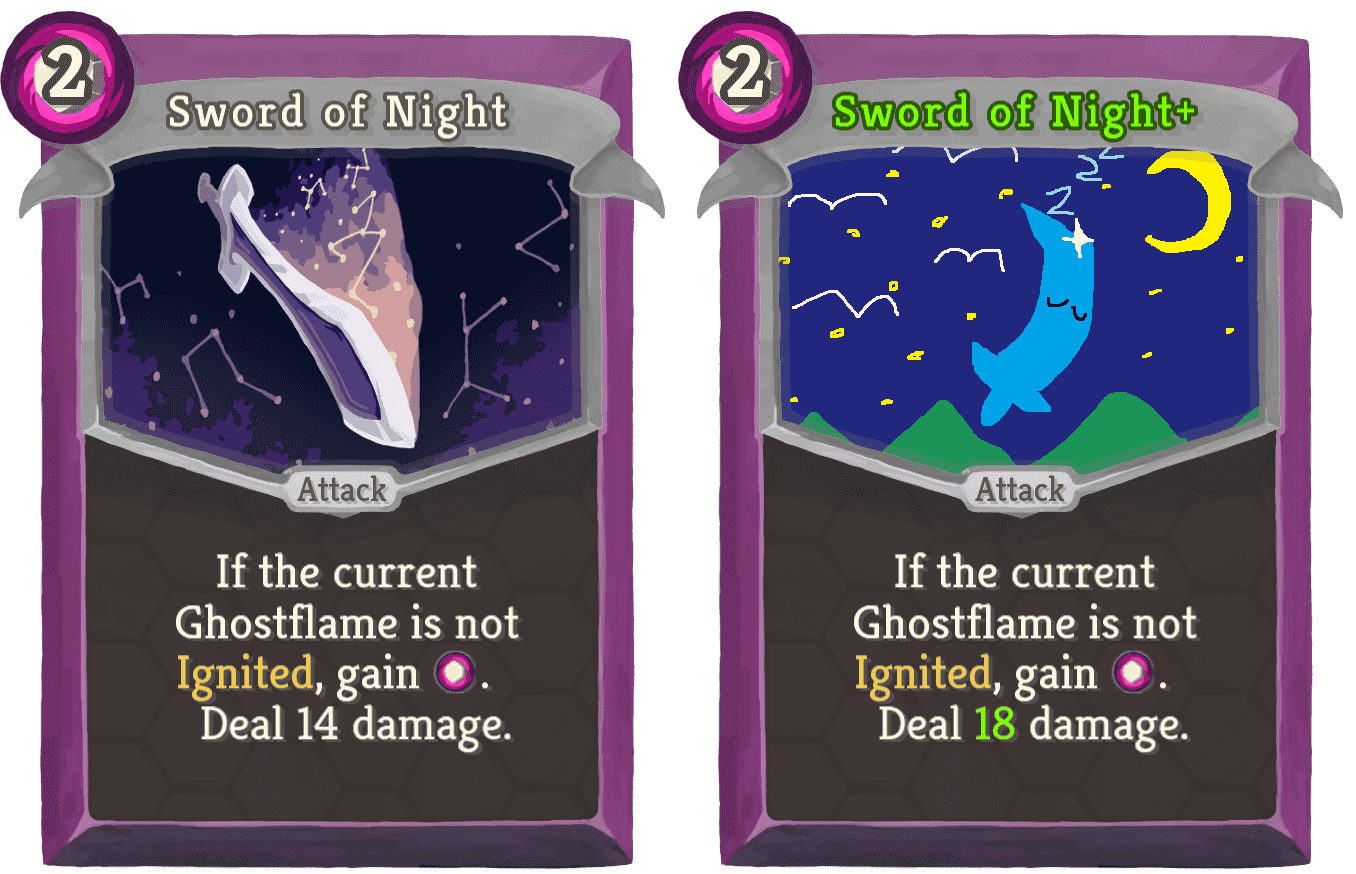 2
Sword of Night
Attack
If the current
Ghostflame is not
Ignited, gain .
Deal 14 damage.
2
Sword of Night+
z z z
Attack
If the current
Ghostflame is not
Ignited, gain .
Deal 18 damage.